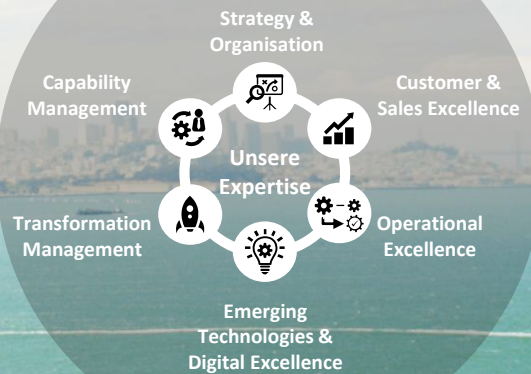 Strategy &
Organisation
Capability
Management
Customer &
Sales Excellence
Unsere
Expertise
Transformation
Management
Operational
Excellence
Emerging
Technologies &
Digital Excellence